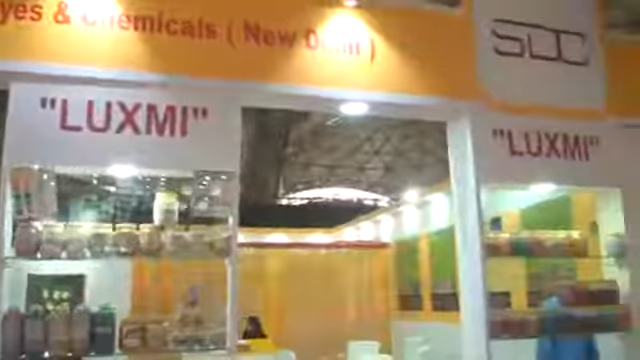 yes & Chemicals ( New Delhi )
SDC
"LUXMI"
"LUXMI"